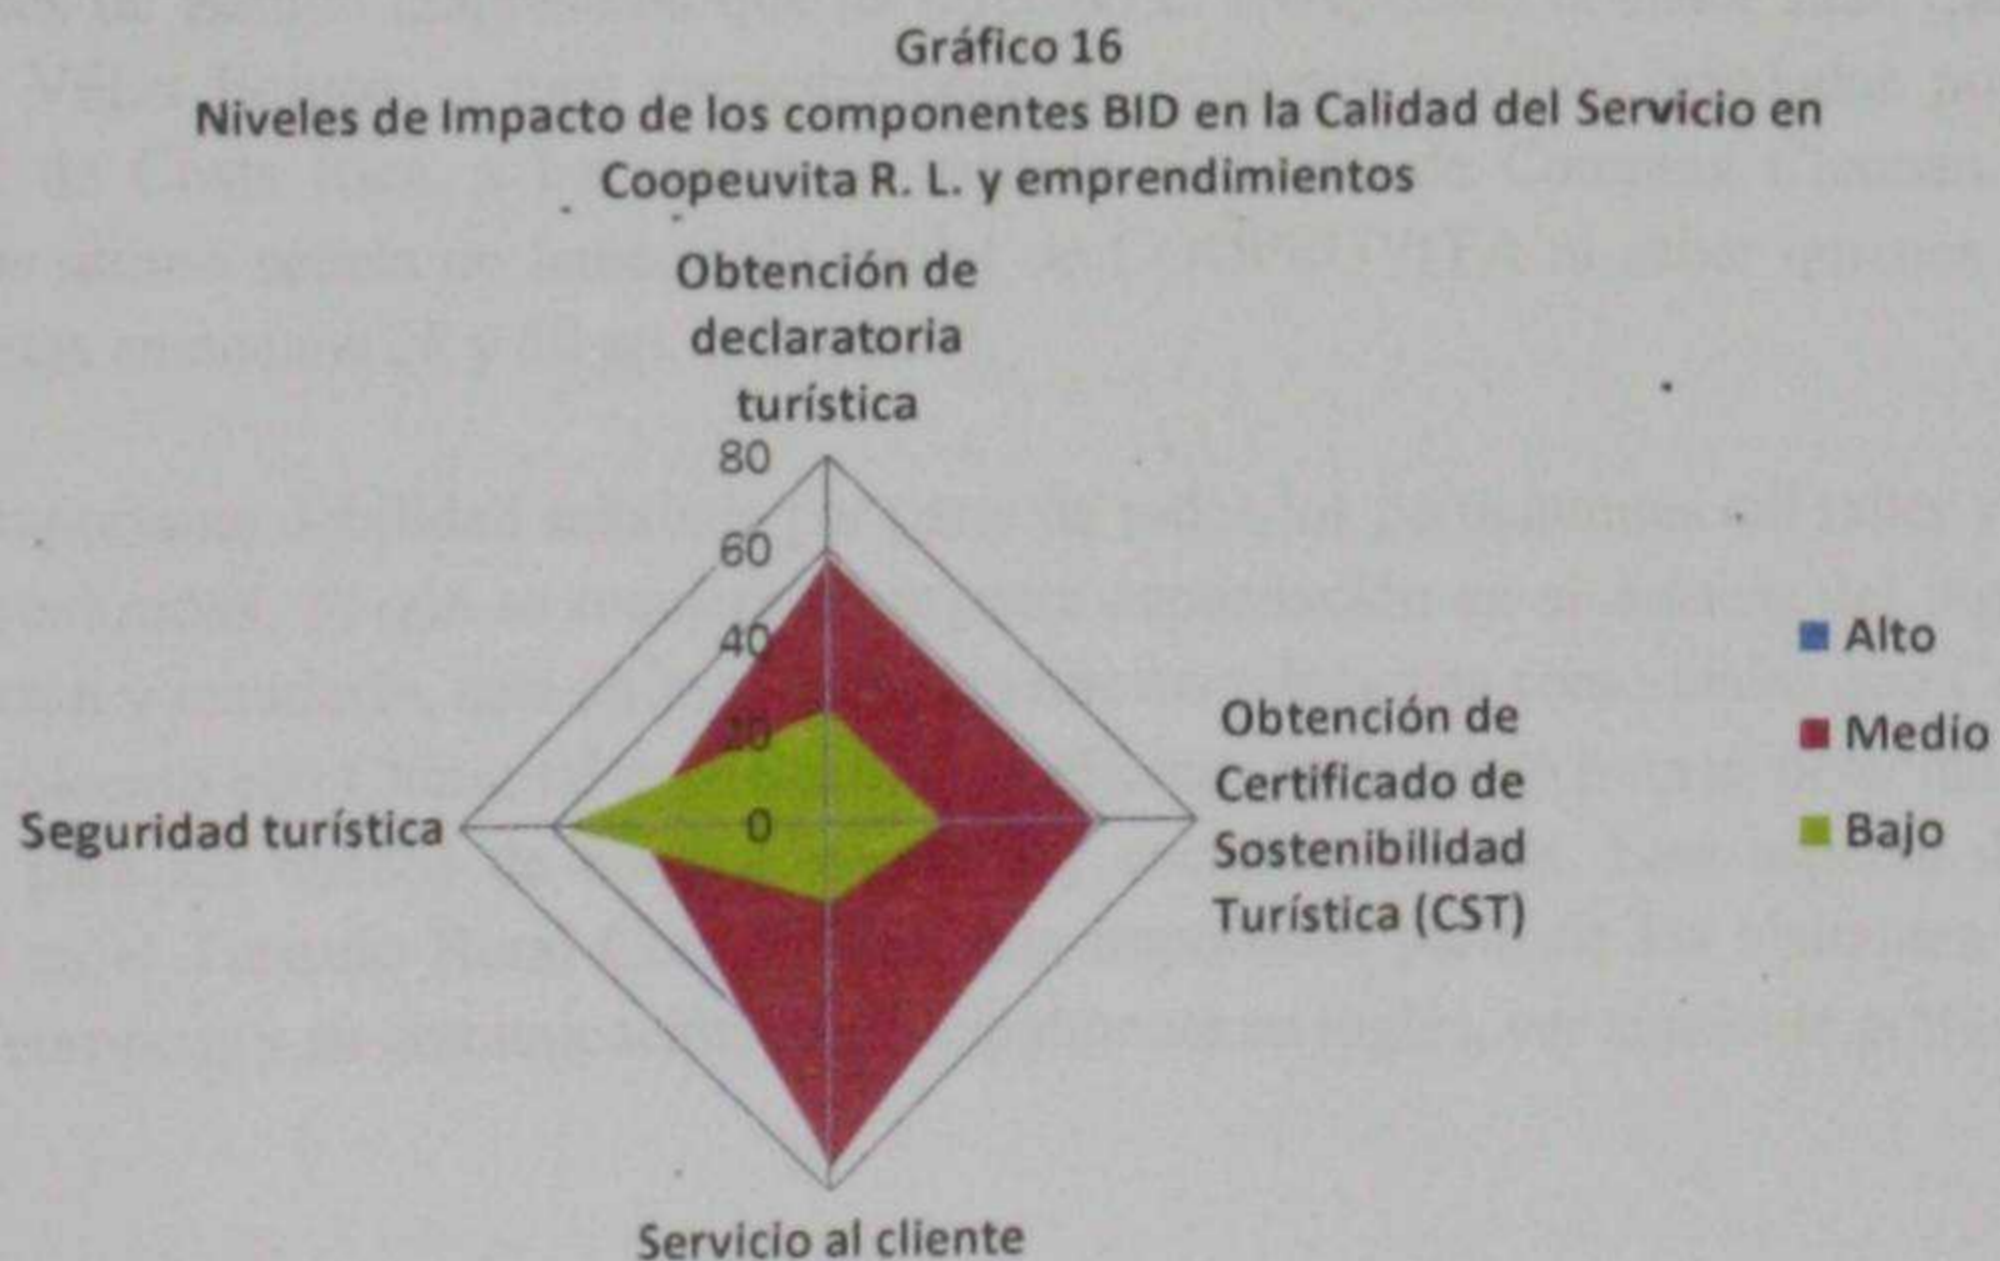 Gráfico 16
Niveles de Impacto de los componentes BID en la Calidad del Servicio en
Coopeuvita R. L. y emprendimientos
Obtención de
declaratoria
turística
80
60
40
20
0
Seguridad turística
Obtención de
Certificado de
Sostenibilidad
Turística (CST)
Servicio al cliente
Alto
Medio
Bajo